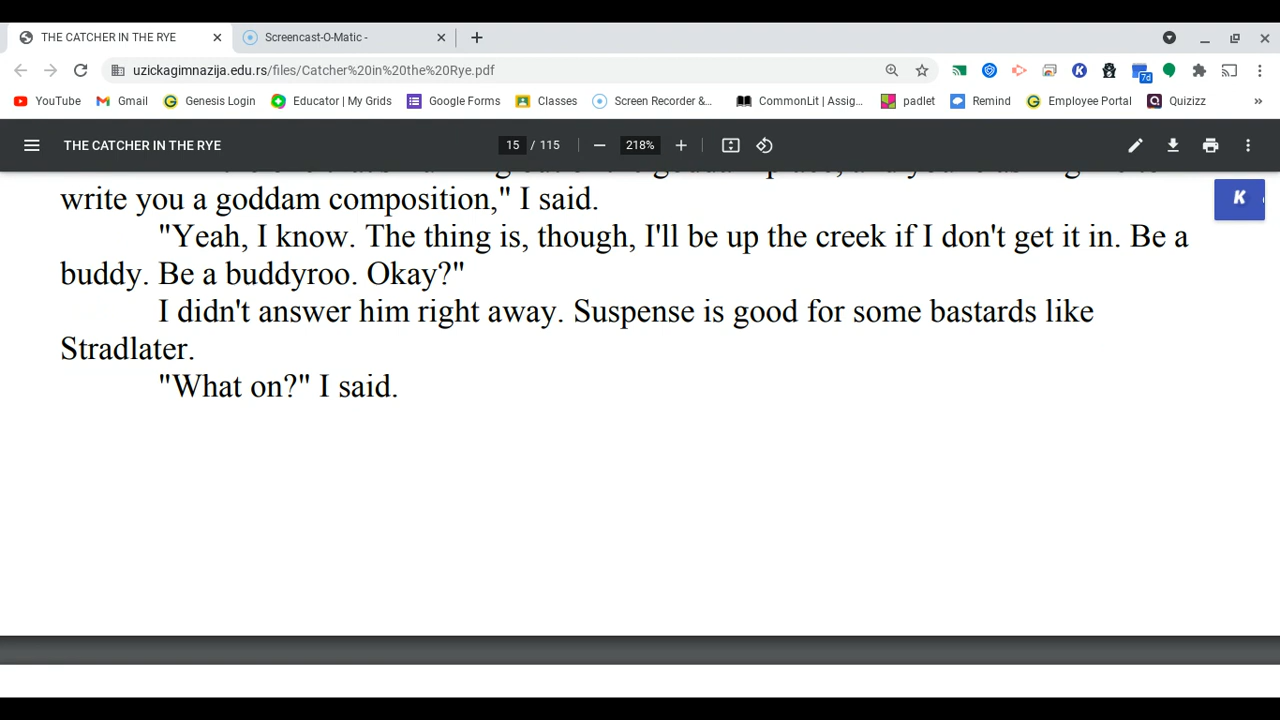 THE CATCHER IN THE RYE
Screencast-O-Matic -
uzickagimnazija.edu.rs/files/Catcher%20in%20the%20Rye.pdf
7d
YouTube Gmail Genesis Login Educator | My Grids Google Forms Classes Screen Recorder &... CommonLit | Assig... padlet Remind Employee Portal Quizizz »
THE CATCHER IN THE RYE 15 / 115 218%
write you a goddam composition," I said.
"Yeah, I know. The thing is, though, I'll be up the creek if I don't get it in. Be a
buddy. Be a buddyroo. Okay?"
I didn't answer him right away. Suspense is good for some bastards like
Stradlater.
"What on?" I said.
K